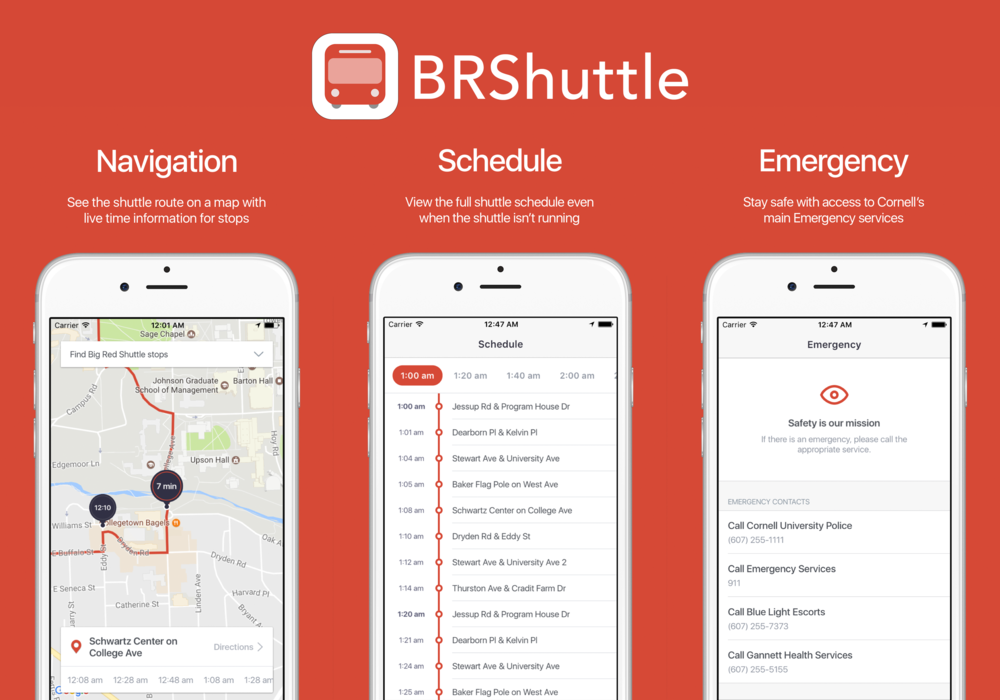 BRShuttle
Navigation
See the shuttle route on a map with
live time information for stops
Carrier
12:01 AM
Sage Chapel
Find Big Red Shuttle stops
Johnson Graduate
School of Management
Barton Hall
Campus Rd
Hoy Rd
College Ave
Edgemoor Ln
Upson Hall
7 min
12:10
Williams St
ollegetown Bagels
Oak A
E Buffalo St
Eddy St
Dryden Rd
Dryden Rd
E Seneca St
Linden Ave
Harvard Pl
Catherine St
Bryant A
uarry St
Schwartz Center on
College Ave
Directions
12:08 am 12:28 am 12:48 am 1:08 am 1:28 am
Schedule
View the full shuttle schedule even
when the shuttle isn't running
Carrier
12:47 AM
Schedule
1:00 am 1:20 am 1:40 am 2:00 am 2
1:00 am Jessup Rd & Program House Dr
1:01 am Dearborn Pl & Kelvin Pl
1:04 am Stewart Ave & University Ave
1:05 am Baker Flag Pole on West Ave
1:08 am Schwartz Center on College Ave
1:10 am Dryden Rd & Eddy St
1:12 am Stewart Ave & University Ave 2
1:14 am Thurston Ave & Cradit Farm Dr
1:20 am Jessup Rd & Program House Dr
1:21 am Dearborn Pl & Kelvin Pl
1:24 am Stewart Ave & University Ave
1:25 am Baker Flag Pole on West Ave
Emergency
Stay safe with access to Cornell's
main Emergency services
Carrier
12:47 AM
Emergency
Safety is our mission
If there is an emergency, please call the
appropriate service.
EMERGENCY CONTACTS
Call Cornell University Police
(607) 255-1111
Call Emergency Services
911
Call Blue Light Escorts
(607) 255-7373
Call Gannett Health Services
(607) 255-5155